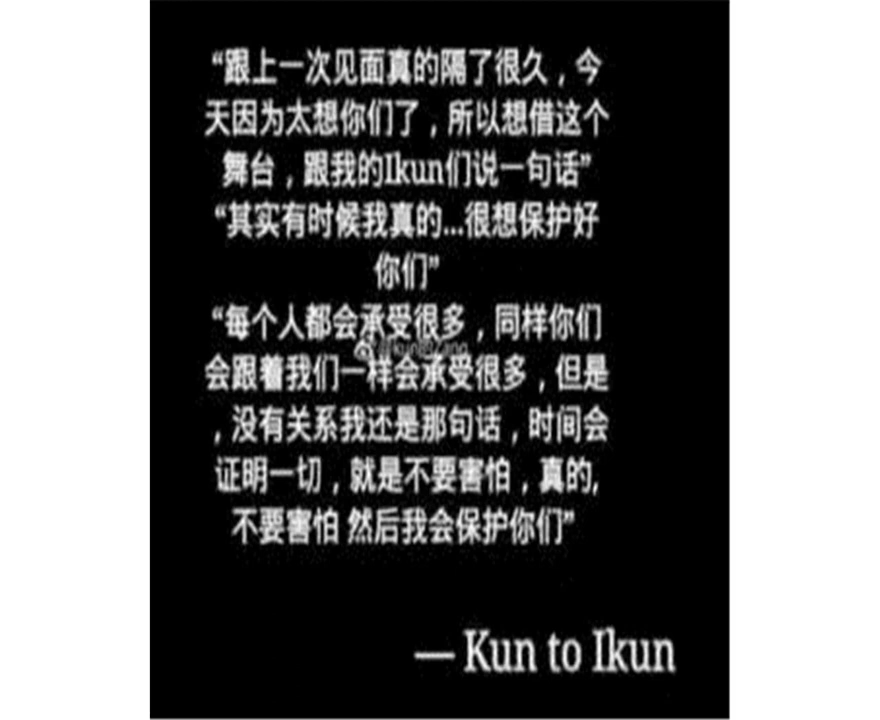 “跟上一次见面真的隔了很久，今
天因为太想你们了，所以想借这个
舞台，跟我的Ikun们说一句话”
“其实有时候我真的...很想保护好
你们”
“每个人都会承受很多，同样你们
会跟着我们一样会承受很多，但是
，没有关系我还是那句话，时间会
证明一切，就是不要害怕，真的,
不要害怕 然后我会保护你们”
— Kun to Ikun